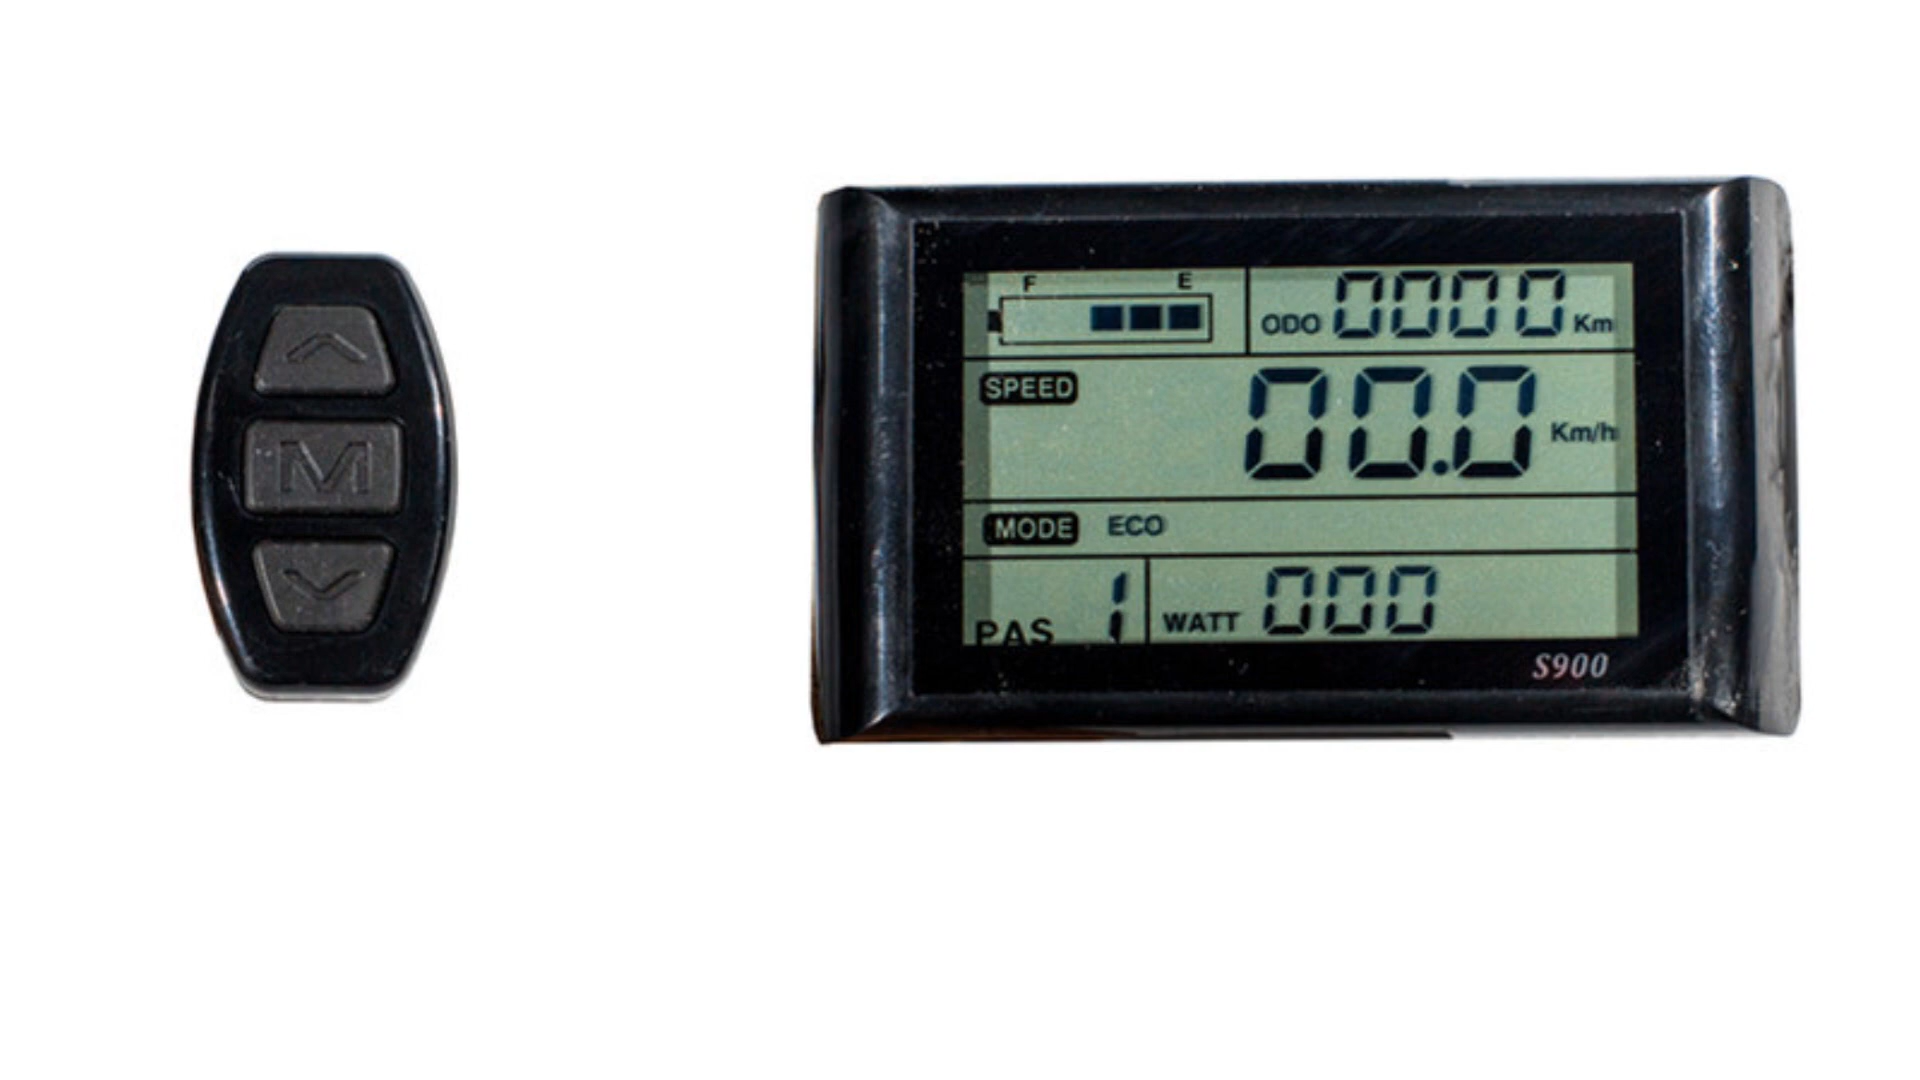 M
F E
ODO 0000 Km
SPEED 00.0 Km/h
MODE ECO
PAS 1 WATT 000
S900